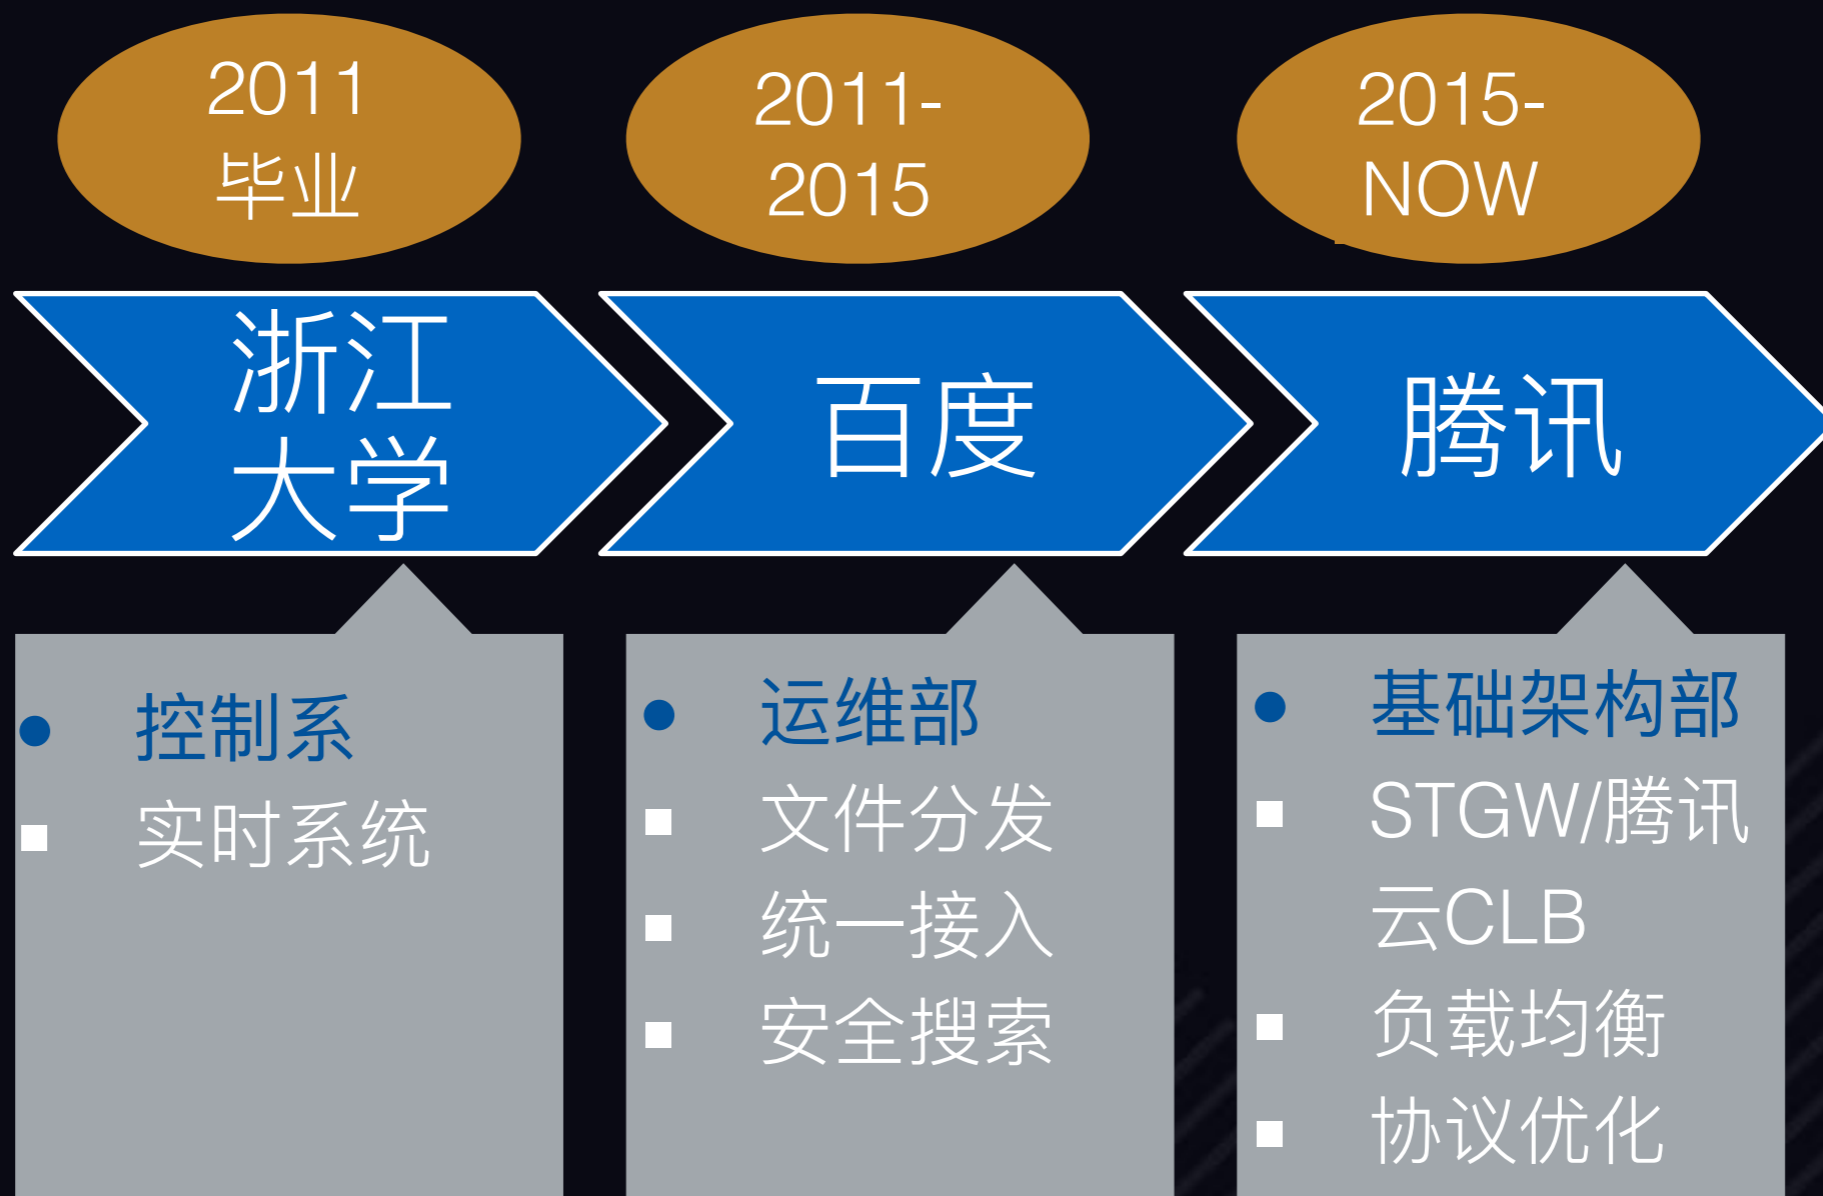 2011
毕业
2011-
2015
2015-
NOW
浙江
大学
百度
腾讯
控制系
实时系统
运维部
文件分发
统一接入
安全搜索
基础架构部
STGW/腾讯
云CLB
负载均衡
协议优化